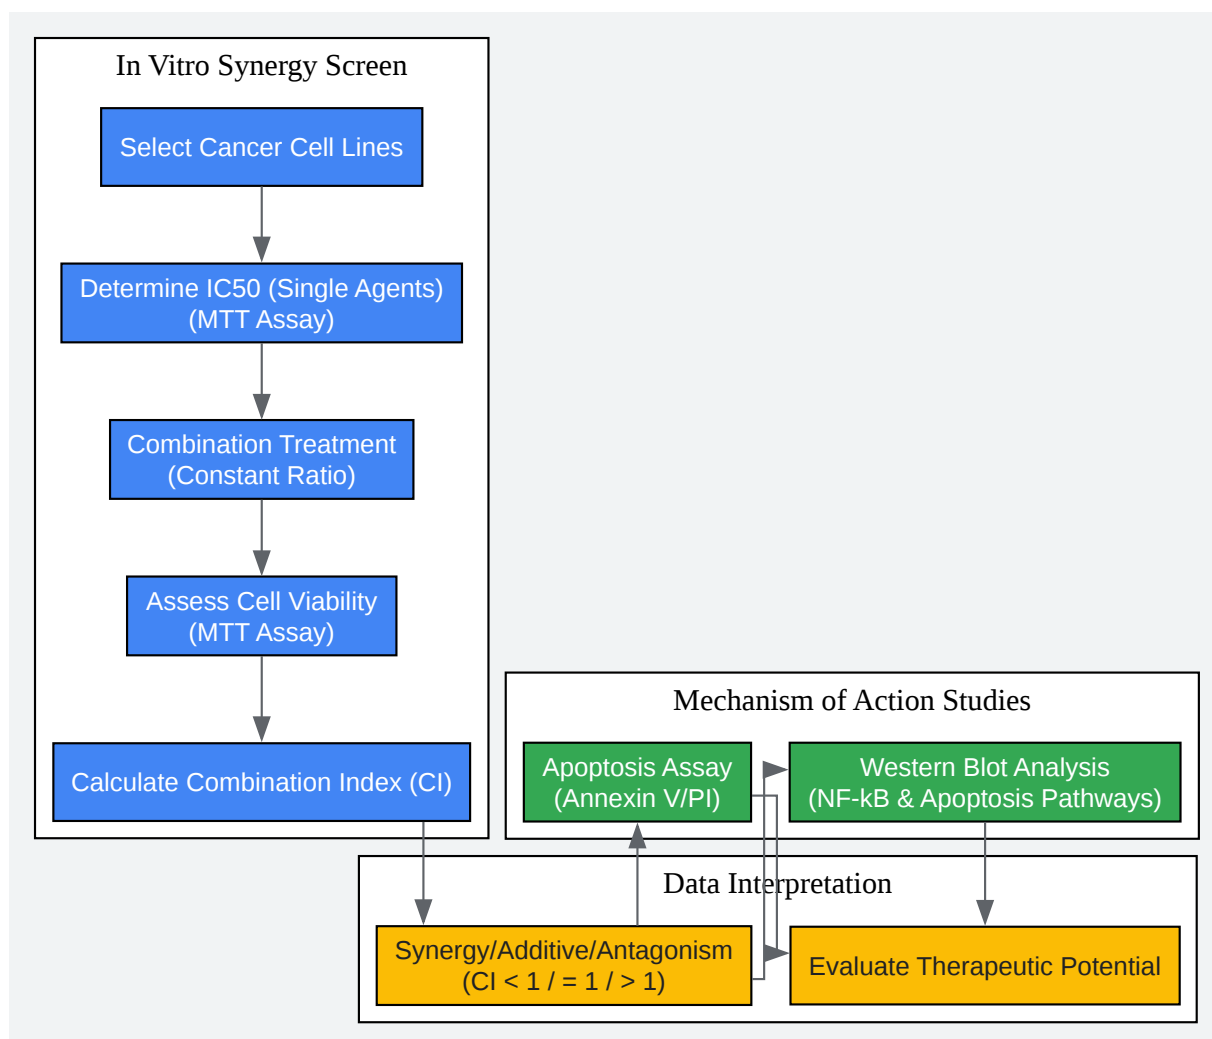 In Vitro Synergy Screen
Select Cancer Cell Lines
Determine IC50 (Single Agents)
(MTT Assay)
Combination Treatment
(Constant Ratio)
Assess Cell Viability
(MTT Assay)
Calculate Combination Index (CI)
Mechanism of Action Studies
Apoptosis Assay
(Annexin V/PI)
Western Blot Analysis
(NF-kB & Apoptosis Pathways)
Data Interpretation
Synergy/Additive/Antagonism
(CI < 1 / = 1 / > 1)
Evaluate Therapeutic Potential